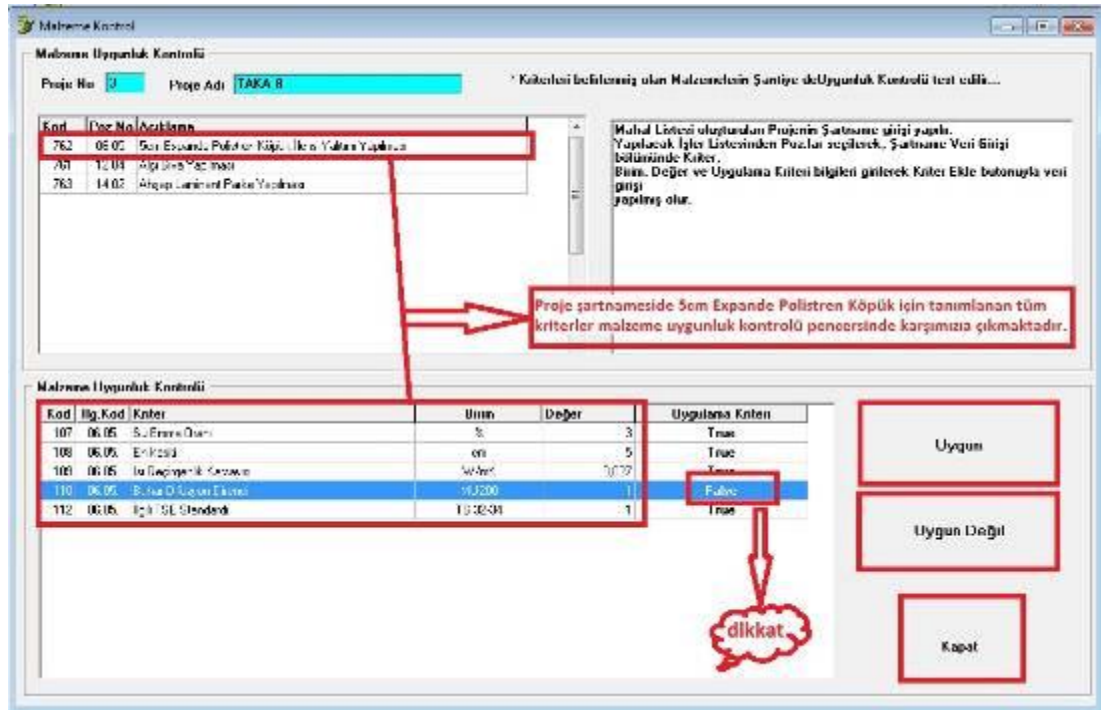 Malzeme Kontrol
Malzeme Uygunluk Kontrolü
Proje No 3 Proje Adı TAKA 8
* Kriterleri belirlenmiş olan Malzemelerin Şantiye deUygunluk Kontrolü test edilir....
Kod Poz No Açıklama
762 06.05 5cm Expande Polistren Köpük ile Isı Yalıtım Yapılması
761 12.04 Alçı Sıva Yapılması
763 14.02 Ahşap Laminant Parke Yapılması
Mahal Listesi oluşturulan Projenin Şartname girişi yapılır.
Yapılacak İşler Listesinden Pozlar seçilerek, Şartname Veri Girişi
bölümünde Kriter,
Birim, Değer ve Uygulama Kriteri bilgileri girilerek Kriter Ekle butonuyla veri
girişi
yapılmış olur.
Proje şartnameside 5cm Expande Polistren Köpük için tanımlanan tüm
kriterler malzeme uygunluk kontrolü pencersinde karşımızıa çıkmaktadır.
Malzeme Uygunluk Kontrolü
Kod İlg.Kod Kriter Birim Değer Uygulama Kriteri
107 06.05. Su Emme Oranı % 3 True
108 06.05. En kesiti cm 5 True
109 06.05. Isı Geçirgenlik Katsayısı True
110 06.05. 1 False
112 06.05. İlgili TSE Standardı 1 True
Uygun
Uygun Değil
dikkat
Kapat